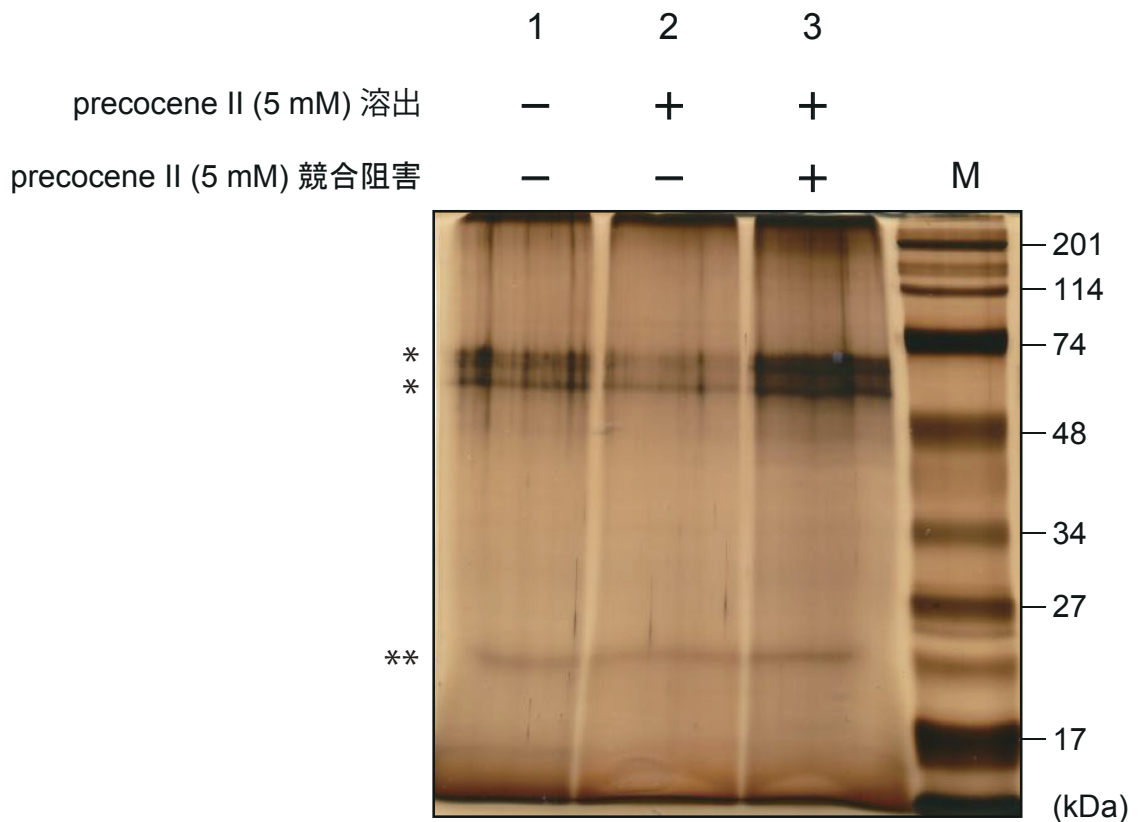 1 2 3
precocene II (5 mM) 溶出 − + +
precocene II (5 mM) 競合阻害 − − + M
201
114
*
74
*
48
34
27
**
17
(kDa)